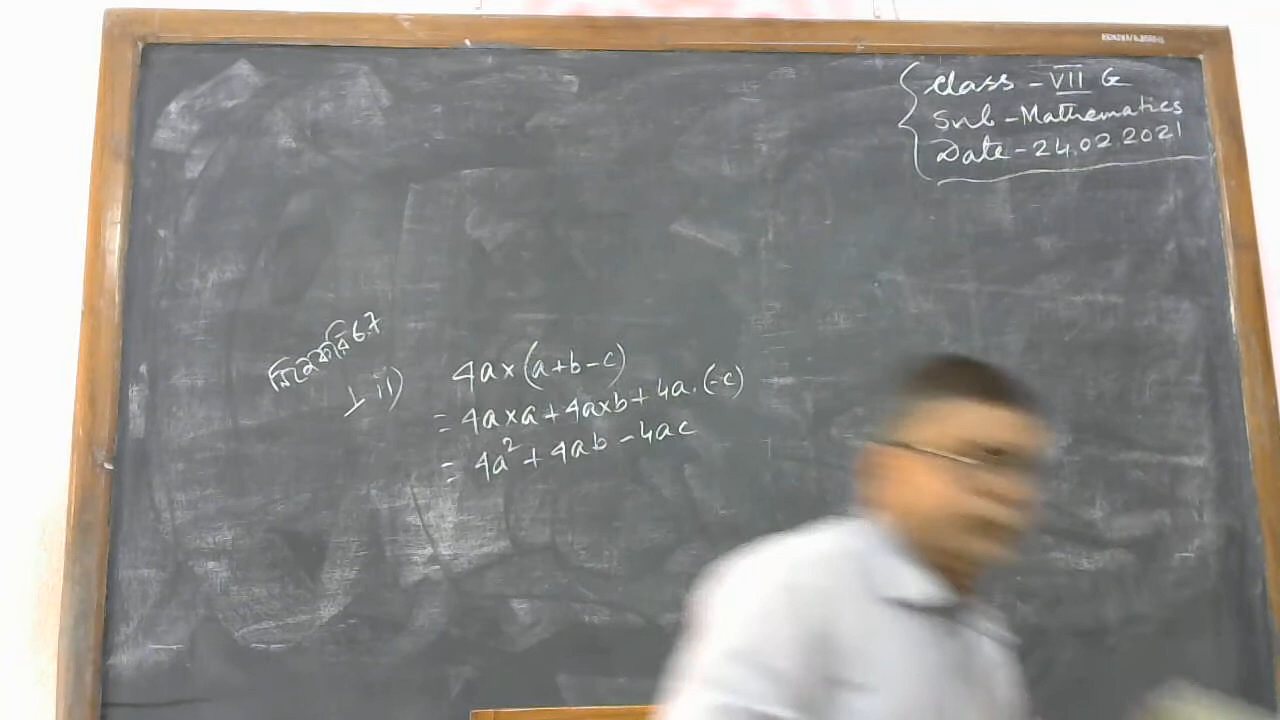 Class - VII G
Sub - Mathematics
Date - 24.02.2021
নিজে করি 6.7
1 ii)
4a×(a+b-c)
= 4a×a+4a×b+4a.(-c)
= 4a²+4ab-4ac